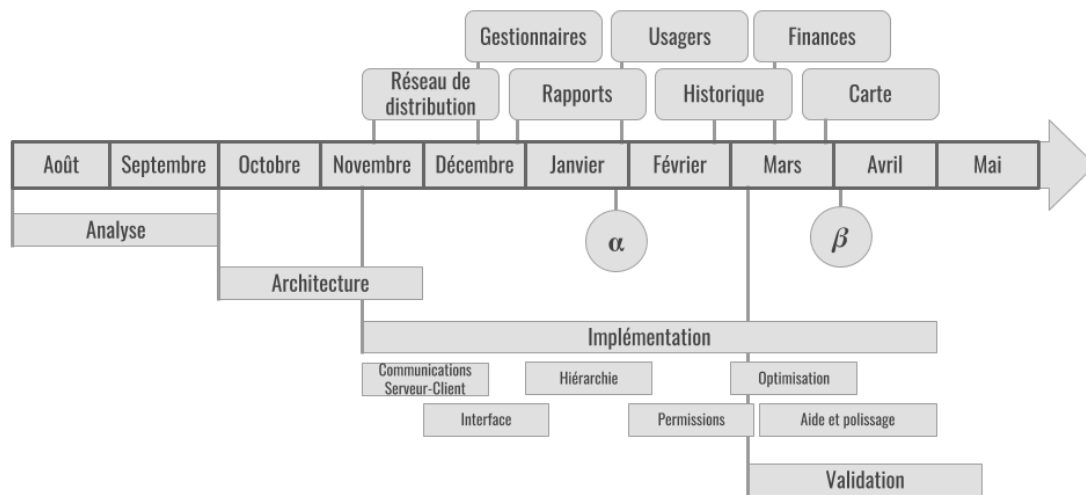 Gestionnaires
Usagers
Finances
Réseau de
distribution
Rapports
Historique
Carte
Août
Septembre
Octobre
Novembre
Décembre
Janvier
Février
Mars
Avril
Mai
Analyse
α
β
Architecture
Implémentation
Communications
Serveur-Client
Hiérarchie
Optimisation
Interface
Permissions
Aide et polissage
Validation